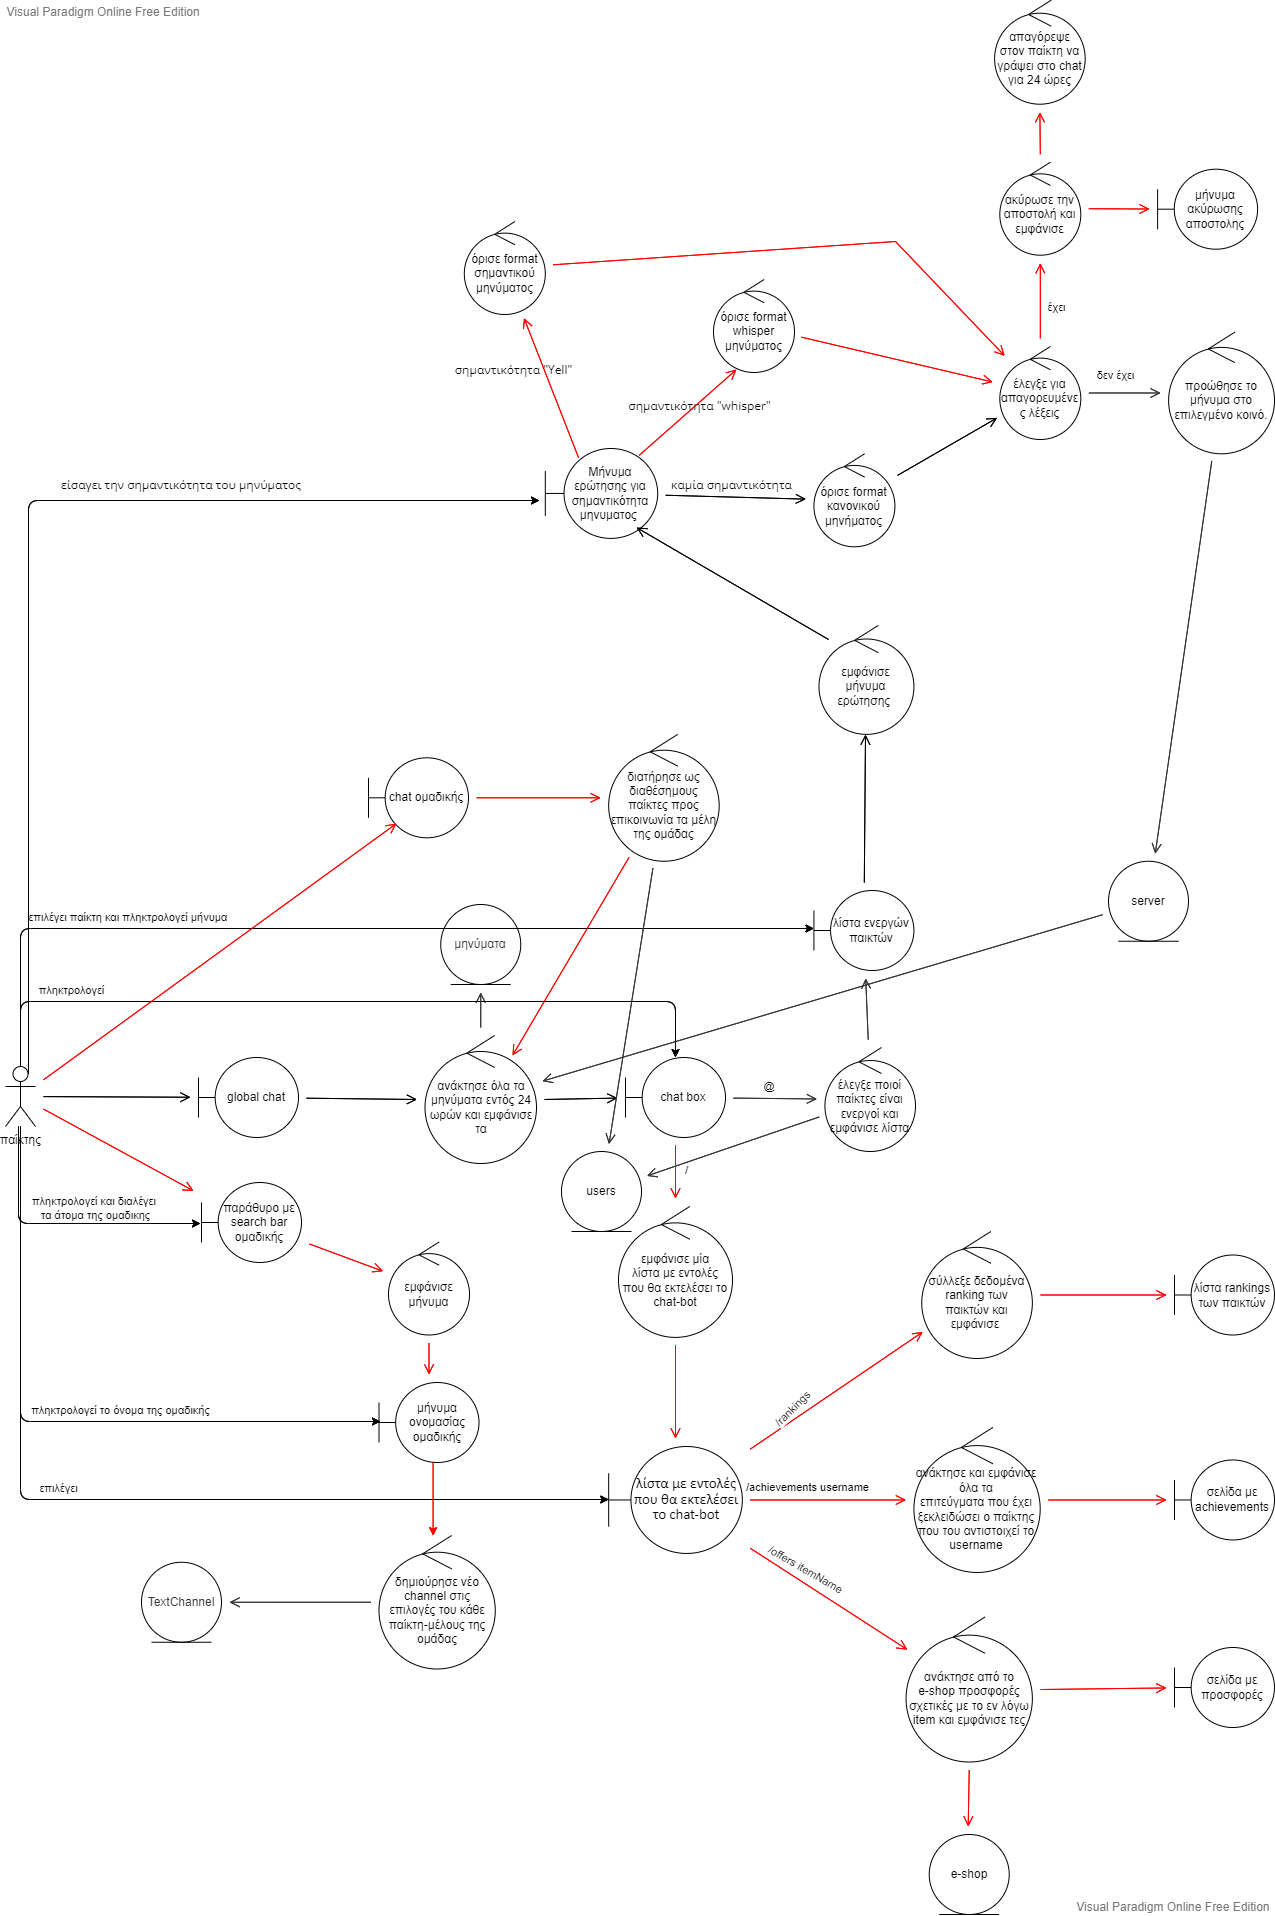 Visual Paradigm Online Free Edition
απαγόρεψε
στον παίκτη να
γράψει στο chat
για 24 ώρες
ακύρωσε την
αποστολή και
εμφάνισε
μήνυμα
ακύρωσης
αποστολης
όρισε format
σημαντικού
μηνύματος
όρισε format
whisper
μηνύματος
έχει
σημαντικότητα "Yell"
σημαντικότητα "whisper"
έλεγξε για
απαγορευμένε
ς λέξεις
δεν έχει
προώθησε το
μήνυμα στο
επιλεγμένο κοινό.
είσαγει την σημαντικότητα του μηνύματος
Μήνυμα
ερώτησης για
σημαντικότητα
μηνυματος
καμία σημαντικότητα
όρισε format
κανονικού
μηνήματος
εμφάνισε
μήνυμα
ερώτησης
chat ομαδικής
διατήρησε ως
διαθέσημους
παίκτες προς
επικοινωνία τα μέλη
της ομάδας
επιλέγει παίκτη και πληκτρολογεί μήνυμα
μηνύματα
λίστα ενεργών
παικτών
server
πληκτρολογεί
παίκτης
global chat
ανάκτησε όλα τα
μηνύματα εντός 24
ωρών και εμφάνισε
τα
chat box
@
έλεγξε ποιοί
παίκτες είναι
ενεργοί και
εμφάνισε λίστα
users
/
πληκτρολογεί και διαλέγει
τα άτομα της ομαδικης
παράθυρο με
search bar
ομαδικής
εμφάνισε
μήνυμα
εμφάνισε μία
λίστα με εντολές
που θα εκτελέσει το
chat-bot
σύλλεξε δεδομένα
ranking των
παικτών και
εμφάνισε
λίστα rankings
των παικτών
πληκτρολογεί το όνομα της ομαδικής
μήνυμα
ονομασίας
ομαδικής
/rankings
επιλέγει
λίστα με εντολές
που θα εκτελέσει
το chat-bot
/achievements username
ανάκτησε και εμφάνισε
όλα τα
επιτεύγματα που έχει
ξεκλειδώσει ο παίκτης
που του αντιστοιχεί το
username
σελίδα με
achievements
/offers itemName
TextChannel
δημιούρησε νέο
channel στις
επιλογές του κάθε
παίκτη-μέλους της
ομάδας
ανάκτησε από το
e-shop προσφορές
σχετικές με το εν λόγω
item και εμφάνισε τες
σελίδα με
προσφορές
e-shop
Visual Paradigm Online Free Edition